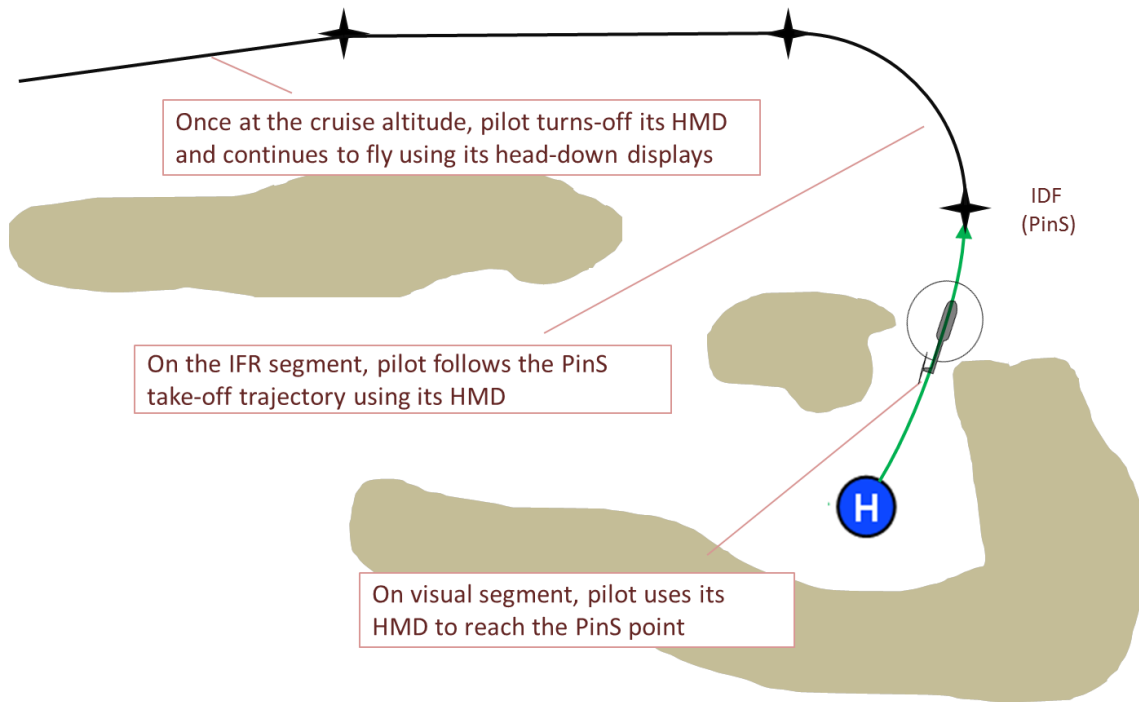 Once at the cruise altitude, pilot turns-off its HMD
and continues to fly using its head-down displays
IDF
(PinS)
On the IFR segment, pilot follows the PinS
take-off trajectory using its HMD
H
On visual segment, pilot uses its
HMD to reach the PinS point